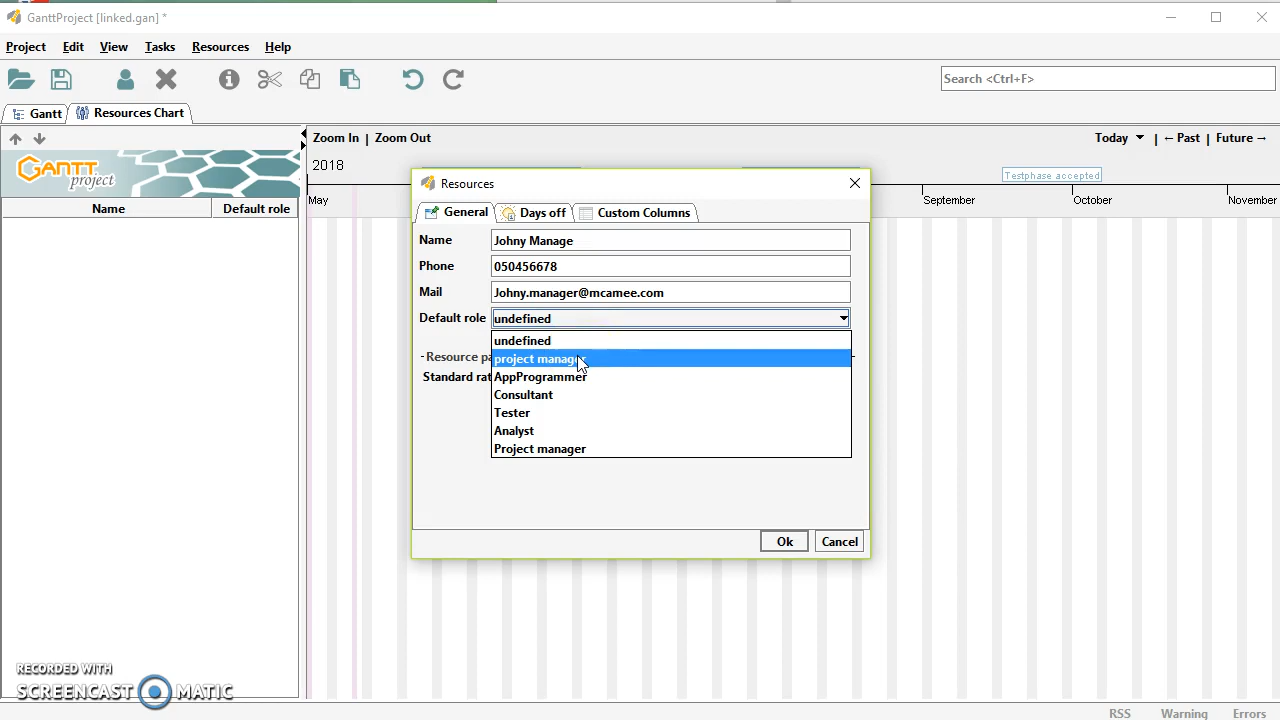 GanttProject [linked.gan] *
Project Edit View Tasks Resources Help
Search <Ctrl+F>
Gantt Resources Chart
Zoom In | Zoom Out Today | ←Past | Future→
GANTT project
2018
Testphase accepted
Name Default role
May September October November
Resources
General Days off Custom Columns
Name Johny Manage
Phone 050456678
Mail Johny.manager@mcamee.com
Default role undefined
undefined
project manager
AppProgrammer
Consultant
Tester
Analyst
Project manager
Resource pa
Standard rat
Ok Cancel
RECORDED WITH
SCREENCAST MATIC
RSS Warning Errors